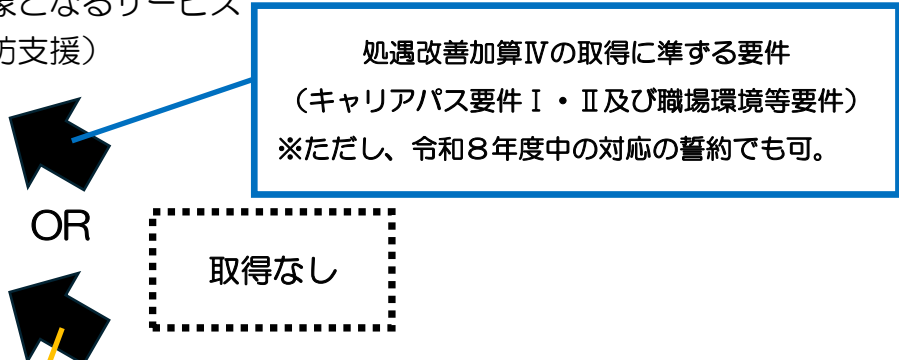 象となるサービス
防支援）
処遇改善加算Ⅳの取得に準ずる要件
（キャリアパス要件Ⅰ・Ⅱ及び職場環境等要件）
※ただし、令和８年度中の対応の誓約でも可。
OR
取得なし